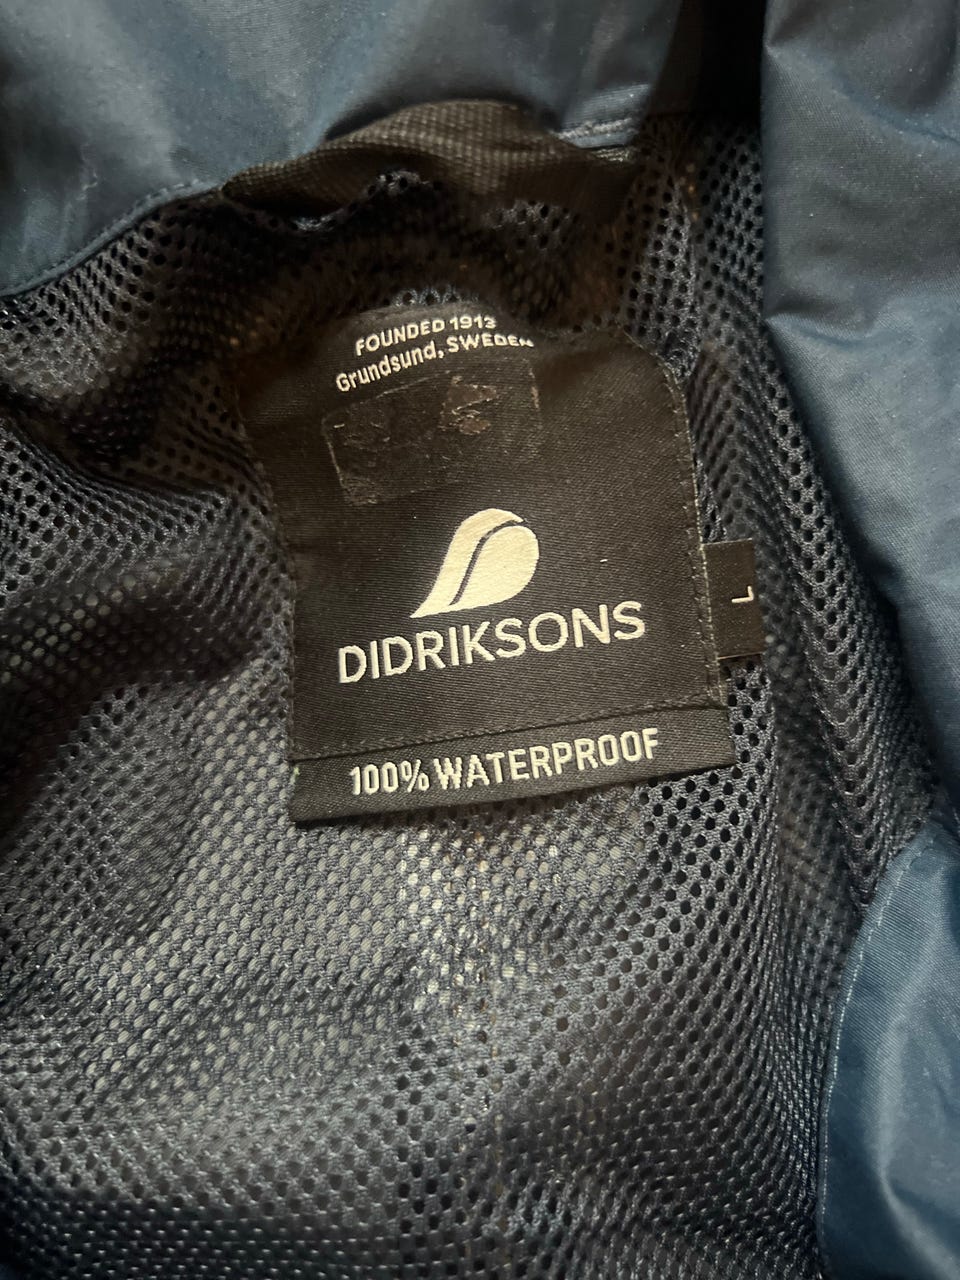 FOUNDED 1913
Grundsund, SWEDEN
DIDRIKSONS
L
100% WATERPROOF